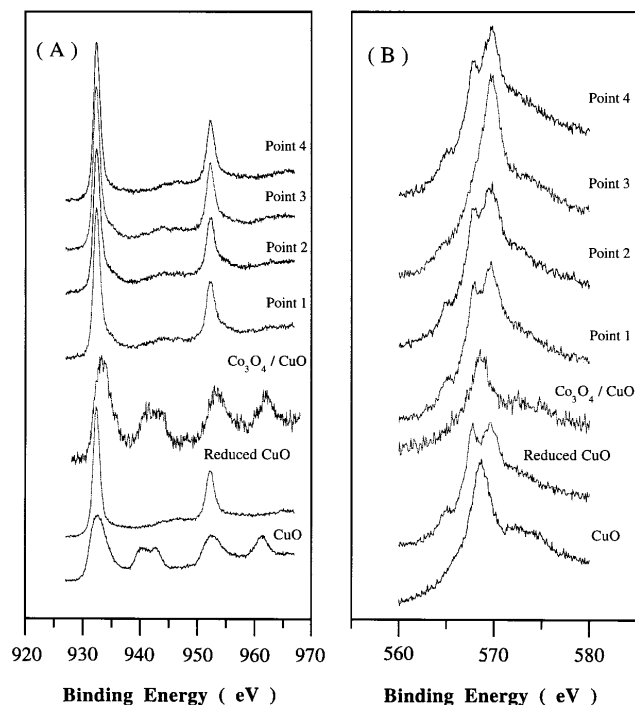 ( A )
Point 4
Point 3
Point 2
Point 1
Co3O4 / CuO
Reduced CuO
CuO
920 930 940 950 960 970
Binding Energy ( eV )
( B )
Point 4
Point 3
Point 2
Point 1
Co3O4 / CuO
Reduced CuO
CuO
560 570 580
Binding Energy ( eV )